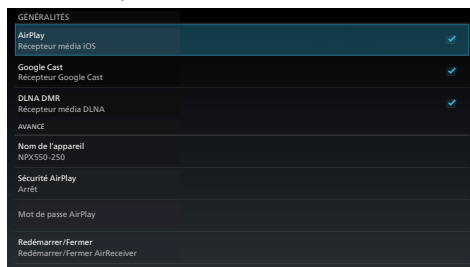 GÉNÉRALITÉS
AirPlay
Récepteur média iOS
Google Cast
Récepteur Google Cast
DLNA DMR
Récepteur média DLNA
AVANCÉ
Nom de l'appareil
NPX550-250
Sécurité AirPlay
Arrêt
Mot de passe AirPlay
Redémarrer/Fermer
Redémarrer/Fermer AirReceiver